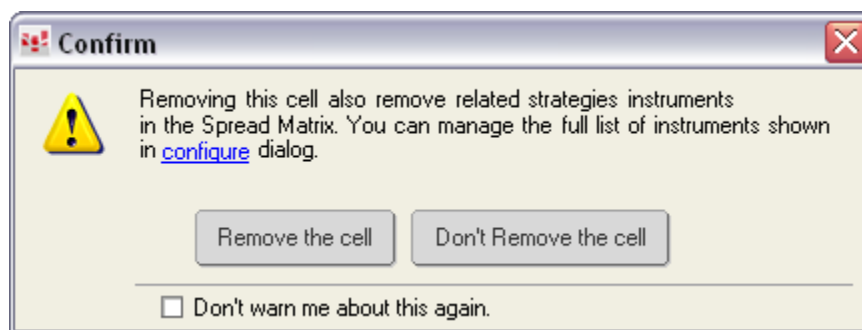 Confirm
Removing this cell also remove related strategies instruments
in the Spread Matrix. You can manage the full list of instruments shown
in configure dialog.
Remove the cell Don't Remove the cell
Don't warn me about this again.